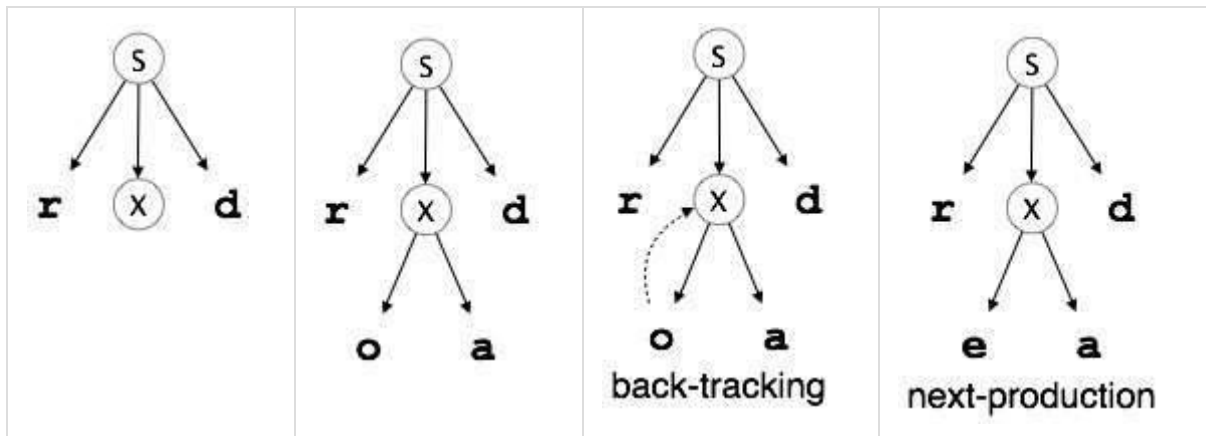 S
r X d
S
r d
X
o a
S
r X d
o a
back-tracking
S
r X d
e a
next-production